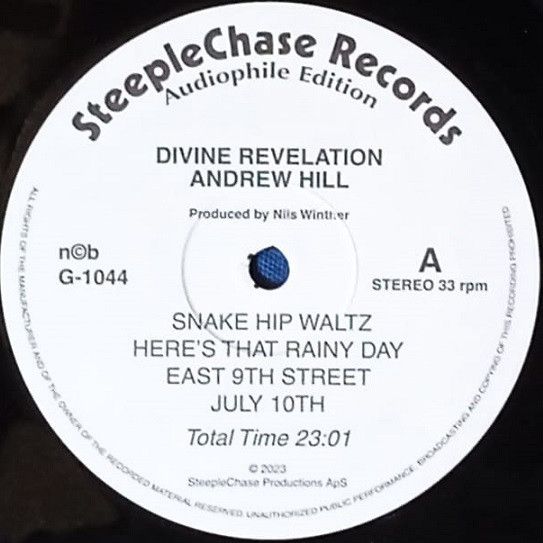 SteepleChase Records
Audiophile Edition
DIVINE REVELATION
ANDREW HILL
Produced by Nils Winther
n©b
G-1044
A
STEREO 33 rpm
SNAKE HIP WALTZ
HERE'S THAT RAINY DAY
EAST 9TH STREET
JULY 10TH
Total Time 23:01
© 2023
SteepleChase Productions ApS
ALL RIGHTS OF THE MANUFACTURER AND OF THE OWNER OF THE RECORDED MATERIAL RESERVED. UNAUTHORIZED PUBLIC PERFORMANCE, BROADCASTING AND COPYING OF THIS RECORDING PROHIBITED